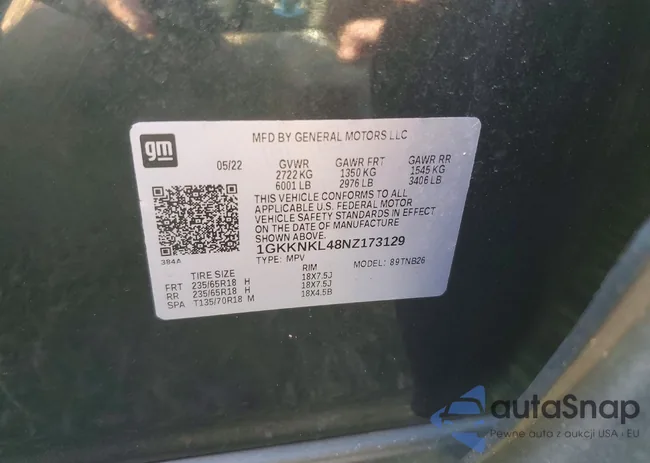 gm
MFD BY GENERAL MOTORS LLC
05/22 GVWR GAWR FRT GAWR RR
2722 KG 1350 KG 1545 KG
6001 LB 2976 LB 3406 LB
THIS VEHICLE CONFORMS TO ALL
APPLICABLE U.S. FEDERAL MOTOR
VEHICLE SAFETY STANDARDS IN EFFECT
ON THE DATE OF MANUFACTURE
SHOWN ABOVE.
384A
1GKKNKL48NZ173129
TYPE: MPV MODEL: 89TNB26
TIRE SIZE RIM
FRT 235/65R18 H 18X7.5J
RR 235/65R18 H 18X7.5J
SPA T135/70R18 M 18X4.5B
autaSnap
Pewne auto z aukcji USA i EU